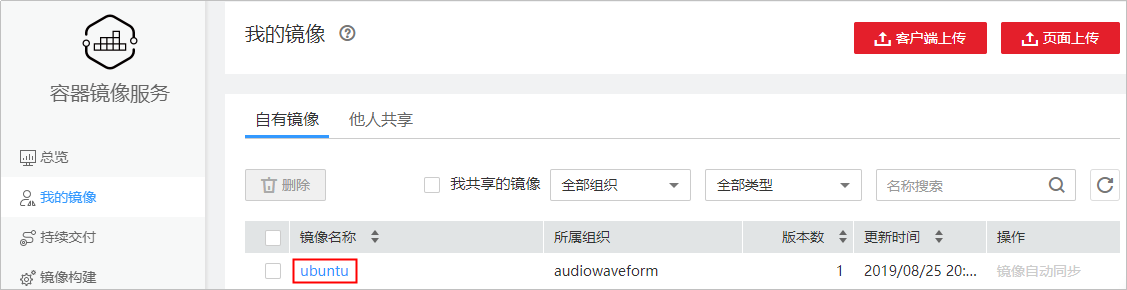 容器镜像服务
总览
我的镜像
持续交付
镜像构建
我的镜像 ?
客户端上传 页面上传
自有镜像 他人共享
删除 我共享的镜像 全部组织 全部类型 名称搜索
镜像名称 所属组织 版本数 更新时间 操作
ubuntu audiowaveform 1 2019/08/25 20:... 镜像自动同步